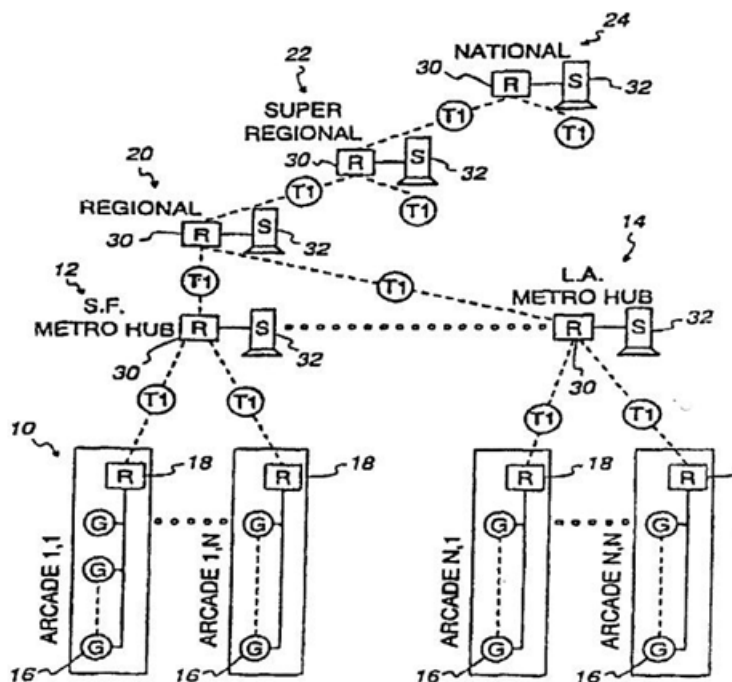 24
NATIONAL
22
30
R
S
32
SUPER
REGIONAL
T1
T1
20
30
R
S
32
REGIONAL
T1
T1
14
30
R
S
32
12
S.F.
METRO HUB
T1
T1
L.A.
METRO HUB
R
S
32
R
S
32
30
30
T1
T1
T1
T1
10
R
18
R
18
R
18
R
G
G
G
G
G
ARCADE 1,1
ARCADE 1,N
ARCADE N,1
ARCADE N,N
G
G
G
G
16
16
16
16